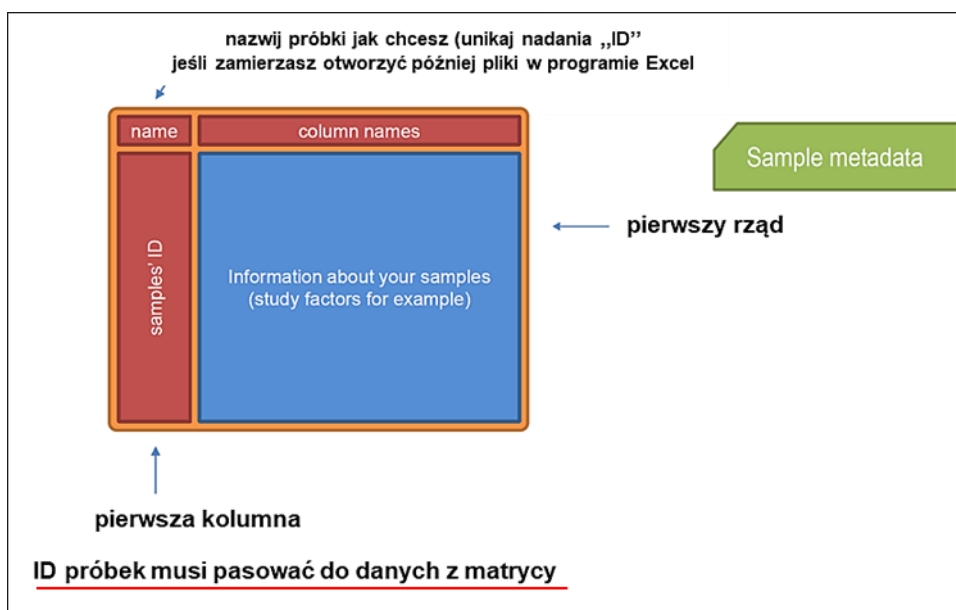 nazwij próbki jak chcesz (unikaj nadania ,,ID”
jeśli zamierzasz otworzyć później pliki w programie Excel
name
column names
Sample metadata
pierwszy rząd
samples' ID
Information about your samples
(study factors for example)
pierwsza kolumna
ID próbek musi pasować do danych z matrycy